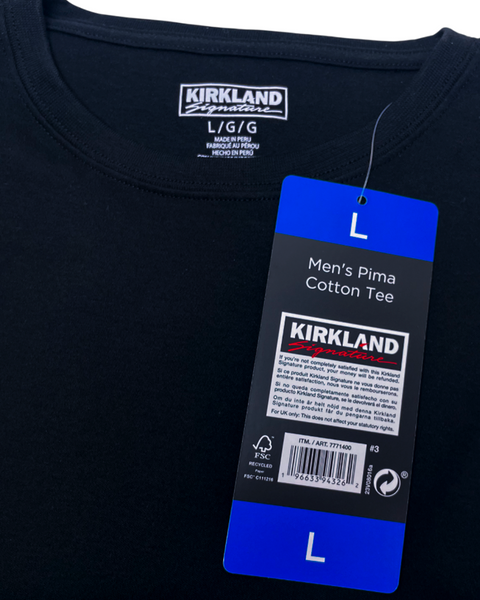 KIRKLAND
Signature
L/G/G
MADE IN PERU
FABRIQUÉ AU PÉROU
HECHO EN PERÚ
L
Men's Pima
Cotton Tee
KIRKLAND
Signature
If you're not completely satisfied with this Kirkland
Signature product, your money will be refunded.
Si ce produit Kirkland Signature ne vous donne pas
entière satisfaction, nous vous le rembourserons.
Si no queda completamente satisfecho con su
producto Kirkland Signature, se le devolverá el dinero.
Om du inte är helt nöjd med denna Kirkland
Signature produkt får du pengarna tillbaka.
For UK only: This does not affect your statutory rights.
FSC
RECYCLED
Paper
FSC® C111216
ITM. / ART. 7771400
#3
1 96633 94326 2
L